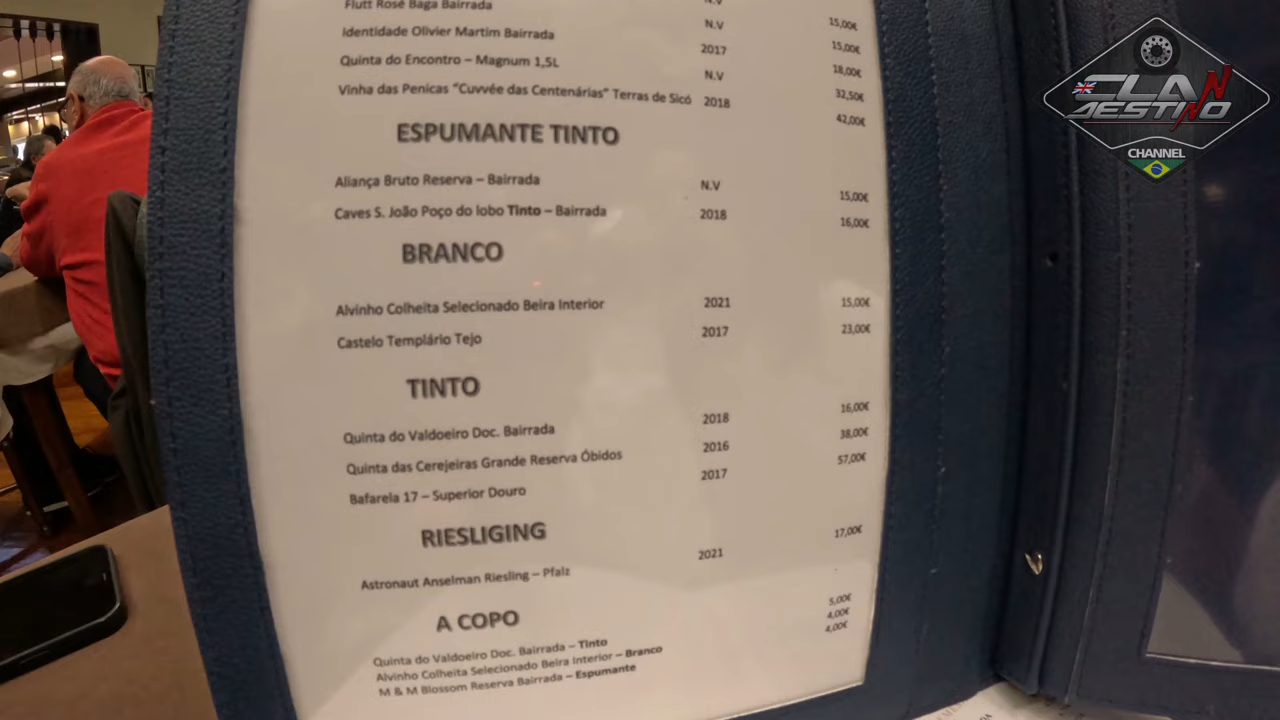 Flutt Rosé Baga Bairrada N.V 15,00€
Identidade Olivier Martim Bairrada N.V 15,00€
Quinta do Encontro – Magnum 1,5L 2017 18,00€
N.V 32,50€
Vinha das Penicas "Cuvvée das Centenárias" Terras de Sicó 2018 42,00€
ESPUMANTE TINTO
Aliança Bruto Reserva – Bairrada N.V 15,00€
Caves S. João Poço do lobo Tinto – Bairrada 2018 16,00€
BRANCO
Alvinho Colheita Selecionado Beira Interior 2021 15,00€
Castelo Templário Tejo 2017 23,00€
TINTO
Quinta do Valdoeiro Doc. Bairrada 2018 16,00€
Quinta das Cerejeiras Grande Reserva Óbidos 2016 38,00€
Bafarela 17 – Superior Douro 2017 57,00€
RIESLIGING
Astronaut Anselman Riesling – Pfalz 2021 17,00€
A COPO
Quinta do Valdoeiro Doc. Bairrada – Tinto 5,00€
Alvinho Colheita Selecionado Beira Interior – Branco 4,00€
M & M Blossom Reserva Bairrada – Espumante 4,00€
CLAN
DESTINO
CHANNEL